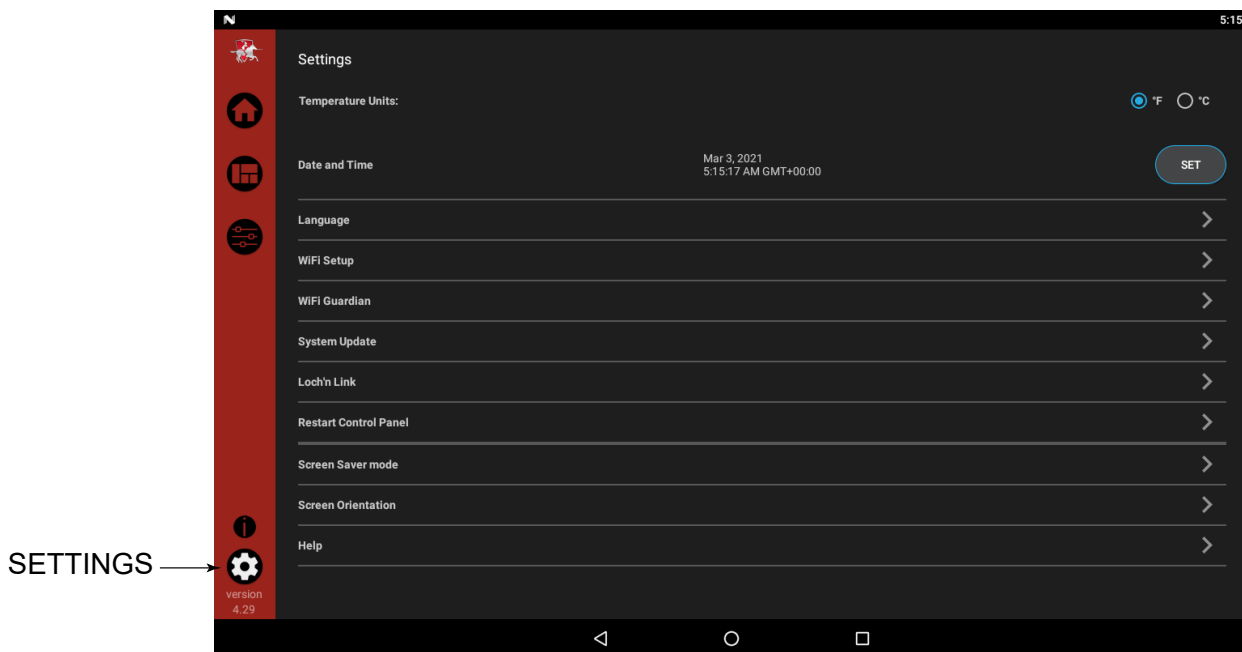 5:15
Settings
Temperature Units:
°F
°C
Date and Time
Mar 3, 2021
5:15:17 AM GMT+00:00
SET
Language
WiFi Setup
WiFi Guardian
System Update
Loch'n Link
Restart Control Panel
Screen Saver mode
Screen Orientation
Help
SETTINGS
version
4.29